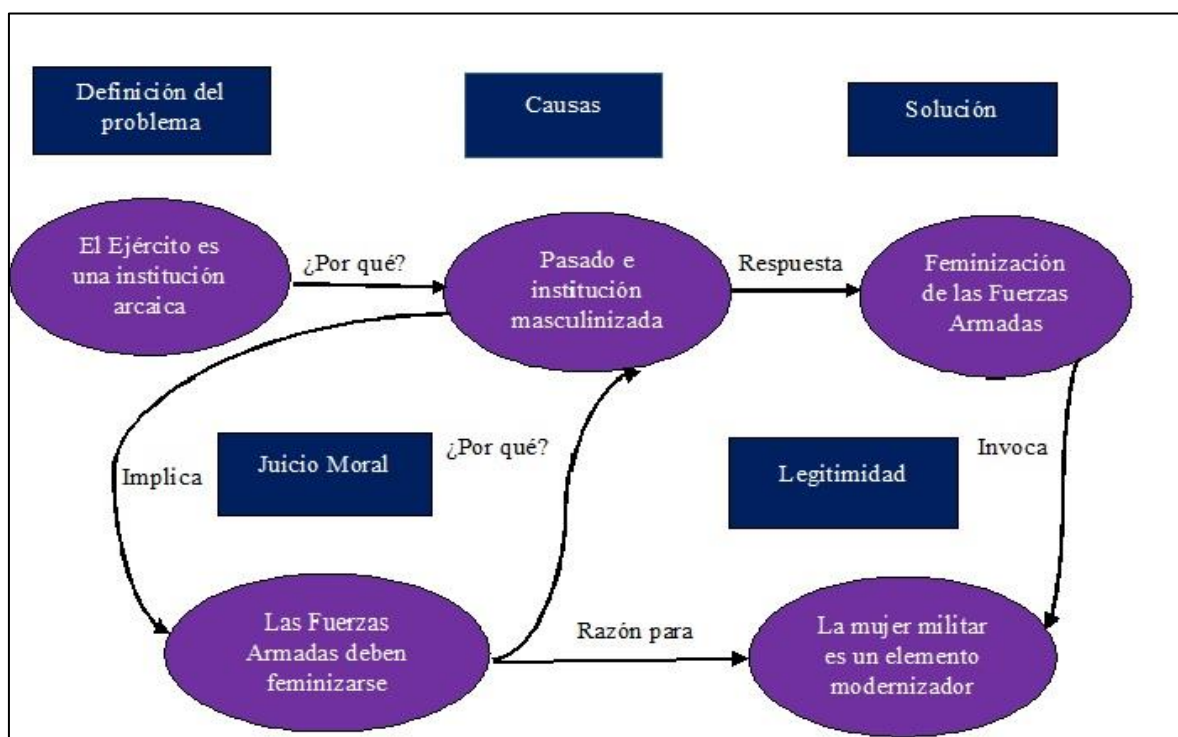 Definición del
problema
Causas
Solución
El Ejército es
una institución
arcaica
¿Por qué?
Pasado e
institución
masculinizada
Respuesta
Feminización
de las Fuerzas
Armadas
Implica
Juicio Moral
¿Por qué?
Legitimidad
Invoca
Las Fuerzas
Armadas deben
feminizarse
Razón para
La mujer militar
es un elemento
modernizador